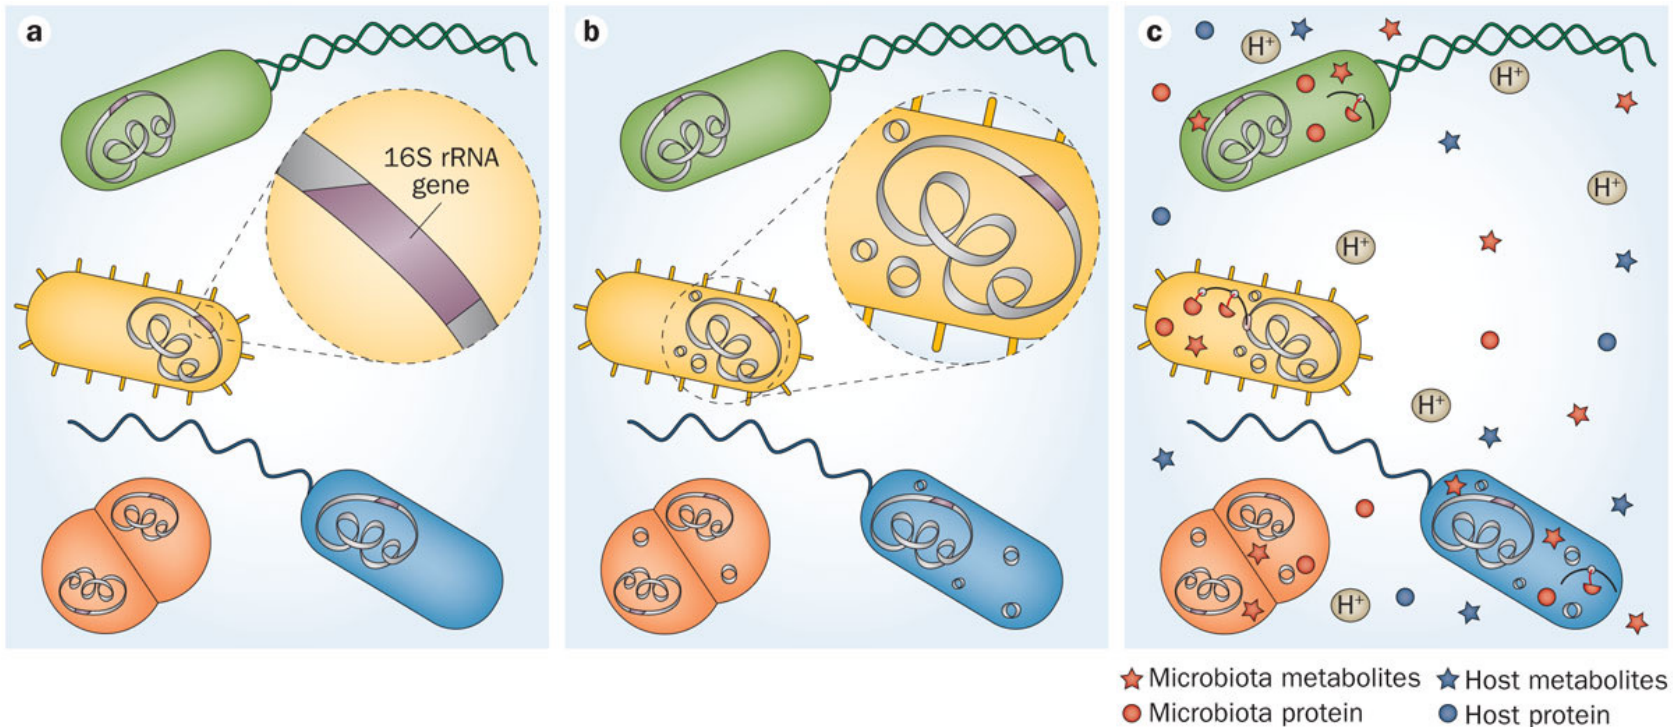 a
16S rRNA
gene
b
c
H⁺
H⁺
H⁺
H⁺
H⁺
H⁺
Microbiota metabolites
Host metabolites
Microbiota protein
Host protein